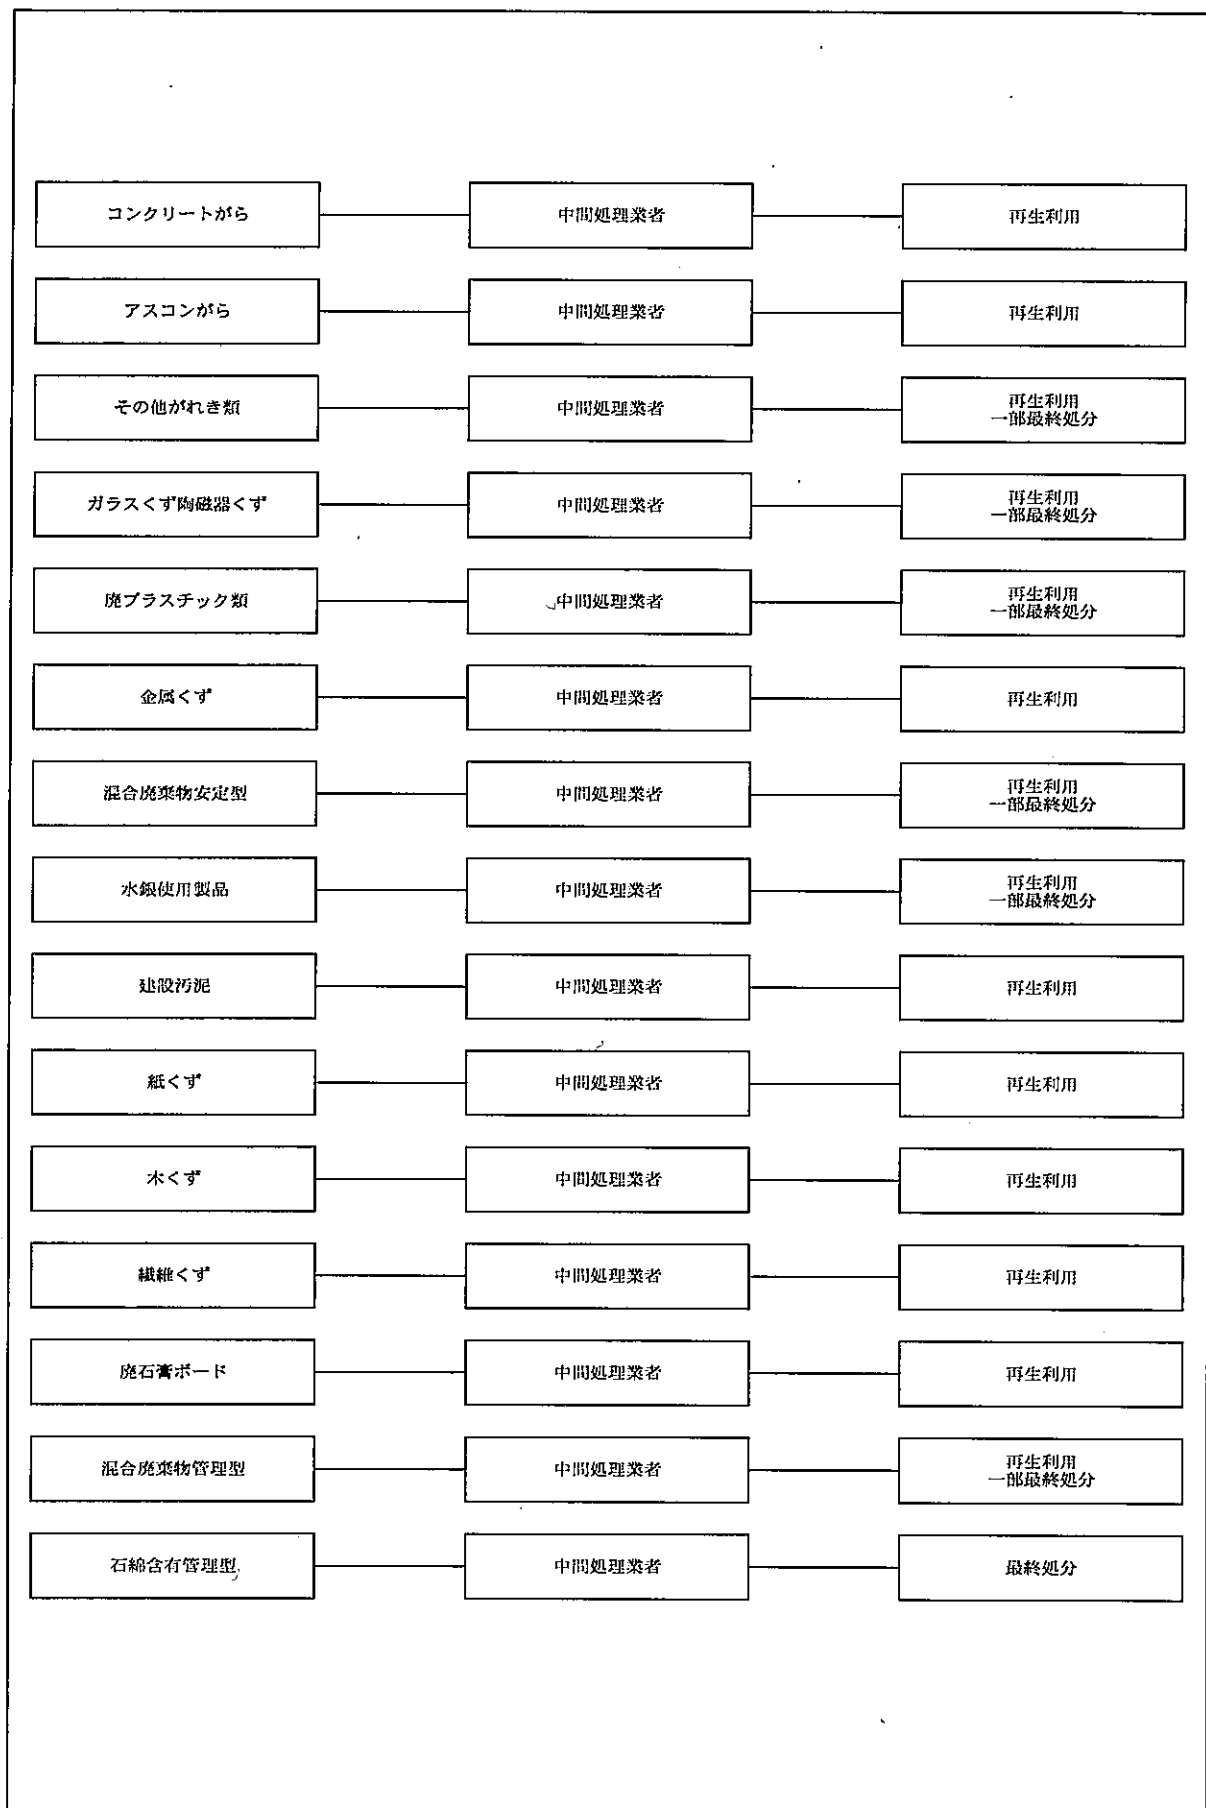 コンクリートがら
中間処理業者
再生利用
アスコンがら
中間処理業者
再生利用
その他がれき類
中間処理業者
再生利用
一部最終処分
ガラスくず陶磁器くず
中間処理業者
再生利用
一部最終処分
廃プラスチック類
中間処理業者
再生利用
一部最終処分
金属くず
中間処理業者
再生利用
混合廃棄物安定型
中間処理業者
再生利用
一部最終処分
水銀使用製品
中間処理業者
再生利用
一部最終処分
建設汚泥
中間処理業者
再生利用
紙くず
中間処理業者
再生利用
木くず
中間処理業者
再生利用
繊維くず
中間処理業者
再生利用
廃石膏ボード
中間処理業者
再生利用
混合廃棄物管理型
中間処理業者
再生利用
一部最終処分
石綿含有管理型
中間処理業者
最終処分